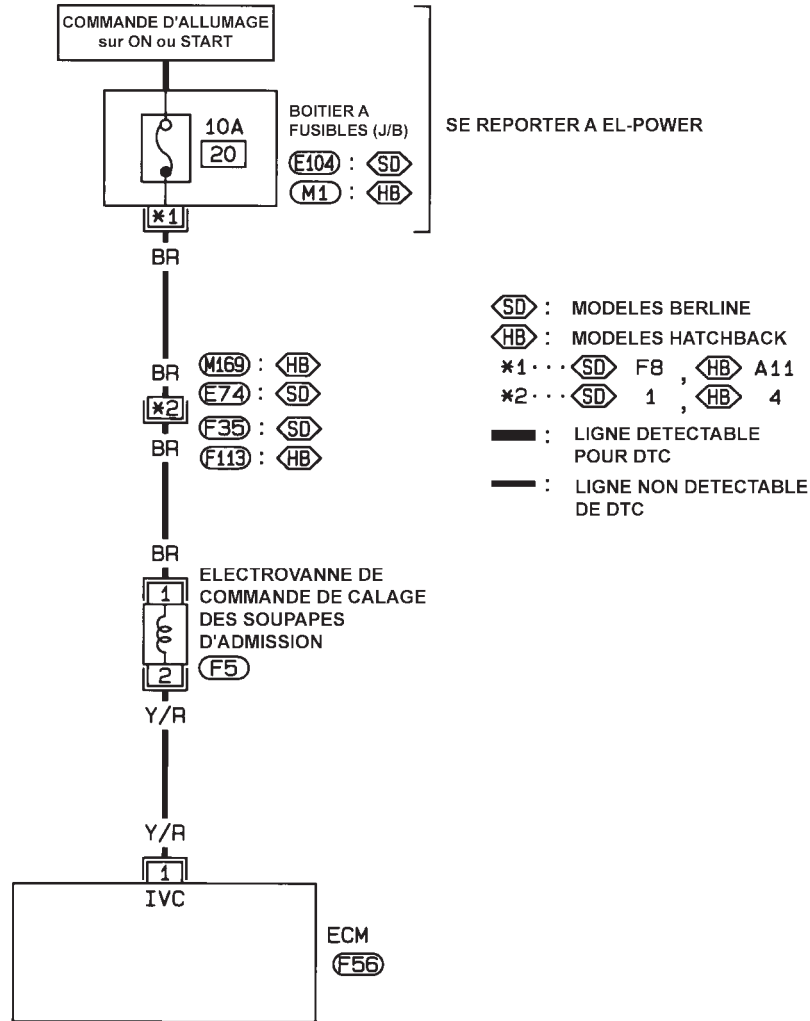 COMMANDE D'ALLUMAGE
sur ON ou START
10A
20
BOITIER A
FUSIBLES (J/B)
E104 : SD
M1 : HB
SE REPORTER A EL-POWER
*1
BR
BR
*2
BR
M169 : HB
E74 : SD
F35 : SD
F113 : HB
SD : MODELES BERLINE
HB : MODELES HATCHBACK
*1··· SD F8 , HB A11
*2··· SD 1 , HB 4
: LIGNE DETECTABLE
POUR DTC
: LIGNE NON DETECTABLE
DE DTC
BR
1
2
ELECTROVANNE DE
COMMANDE DE CALAGE
DES SOUPAPES
D'ADMISSION
F5
Y/R
Y/R
1
IVC
ECM
F56